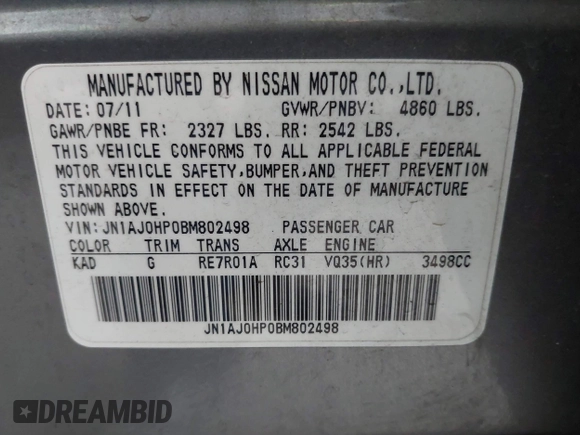 MANUFACTURED BY NISSAN MOTOR CO.,LTD.
DATE: 07/11 GVWR/PNBV: 4860 LBS.
GAWR/PNBE FR: 2327 LBS. RR: 2542 LBS.
THIS VEHICLE CONFORMS TO ALL APPLICABLE FEDERAL
MOTOR VEHICLE SAFETY,BUMPER,AND THEFT PREVENTION
STANDARDS IN EFFECT ON THE DATE OF MANUFACTURE
SHOWN ABOVE.
VIN: JN1AJ0HP0BM802498 PASSENGER CAR
COLOR TRIM TRANS AXLE ENGINE
KAD G RE7R01A RC31 VQ35(HR) 3498CC
JN1AJ0HP0BM802498
DREAMBID